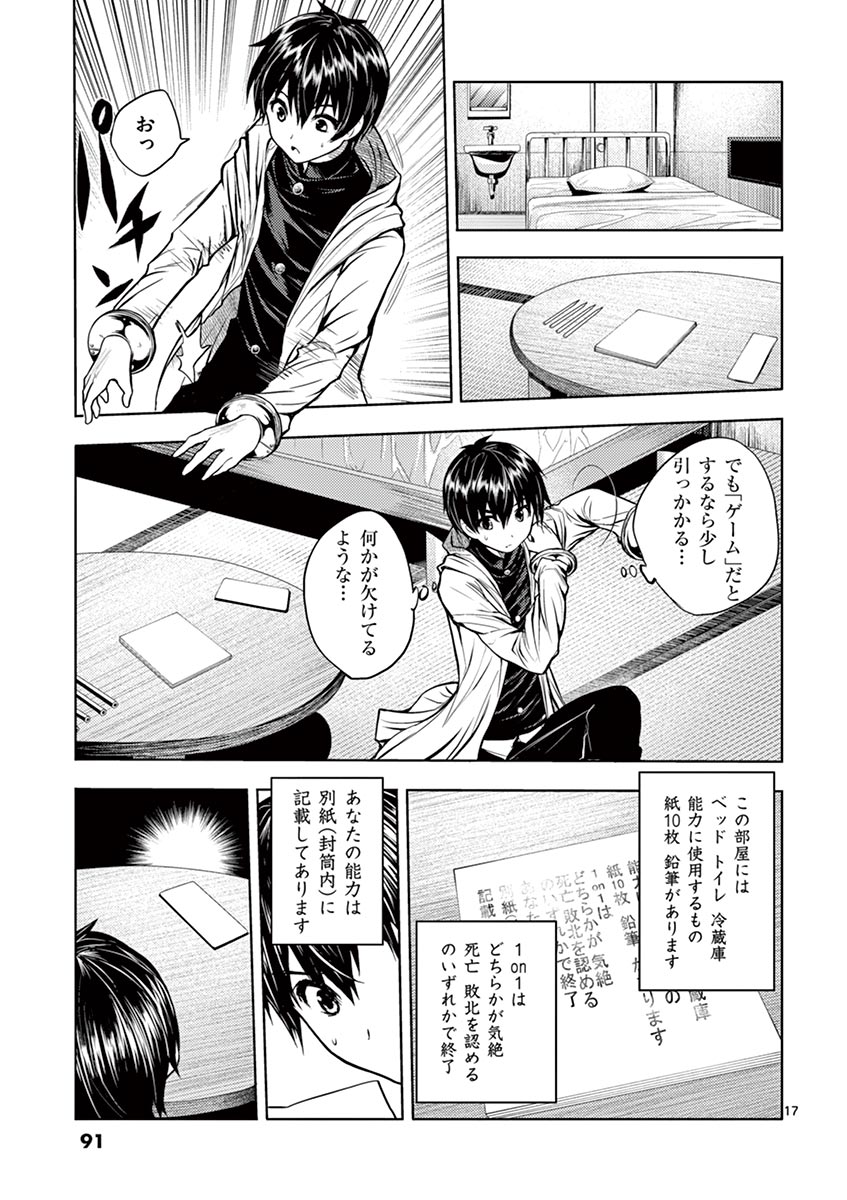 パチン
おっ
でも「ゲーム」だと
するなら少し
引っかかる…
何かが欠けてる
ような…
この部屋には
ベッド トイレ 冷蔵庫
能力に使用するもの
紙10枚 鉛筆があります
1on1は
どちらかが気絶
死亡 敗北を認める
のいずれかで終了
あなたの能力は
別紙(封筒内)に
記載してあります
17
91